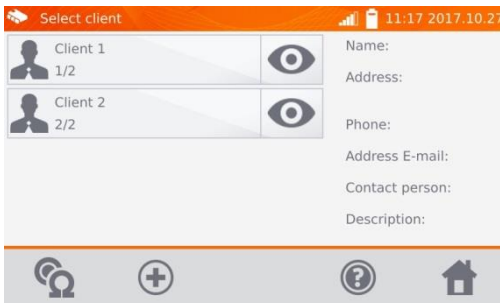 Select client
11:17 2017.10.27
Client 1
1/2
Client 2
2/2
Name:
Address:
Phone:
Address E-mail:
Contact person:
Description: